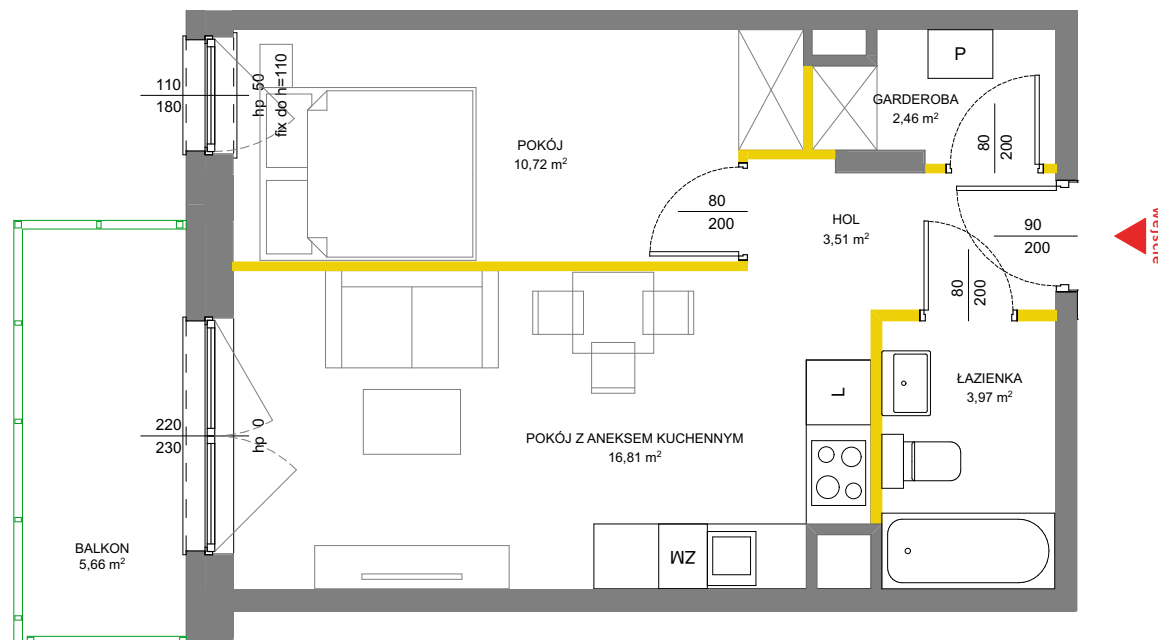 110
180
hp 50
fix do h=110
POKÓJ
10,72 m²
P
GARDEROBA
2,46 m²
80
200
80
200
HOL
3,51 m²
90
200
wejście
80
200
220
230
hp 0
POKÓJ Z ANEKSEM KUCHENNYM
16,81 m²
L
ŁAZIENKA
3,97 m²
ZM
BALKON
5,66 m²